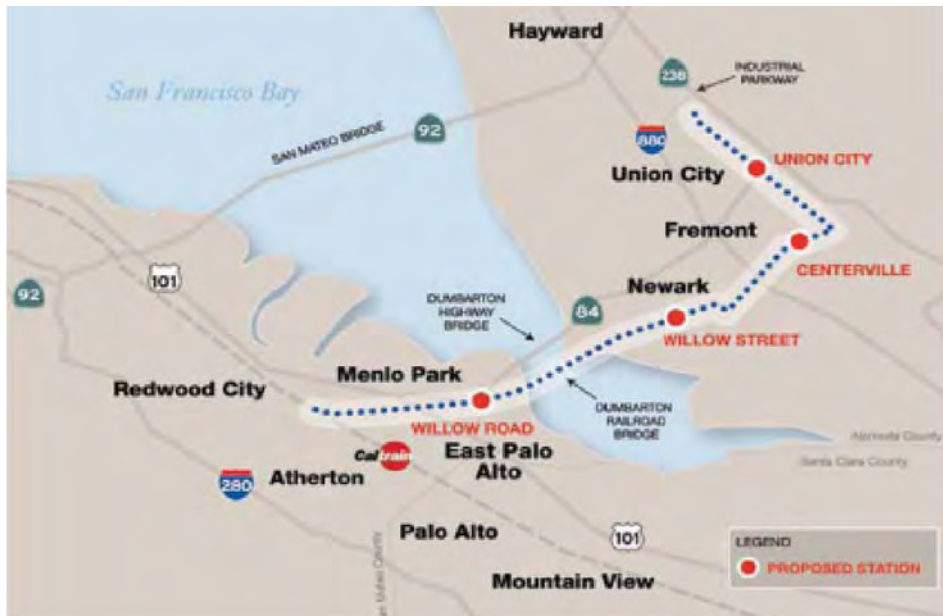 Hayward
238
INDUSTRIAL
PARKWAY
San Francisco Bay
92
SAN MATEO BRIDGE
880
UNION CITY
Union City
Fremont
101
CENTERVILLE
92
Newark
DUMBARTON
HIGHWAY
BRIDGE
84
WILLOW STREET
Menlo Park
Redwood City
DUMBARTON
RAILROAD
BRIDGE
WILLOW ROAD
East Palo
Alto
Caltrain
Alameda County
Santa Clara County
Atherton
280
Palo Alto
101
LEGEND
PROPOSED STATION
Mountain View